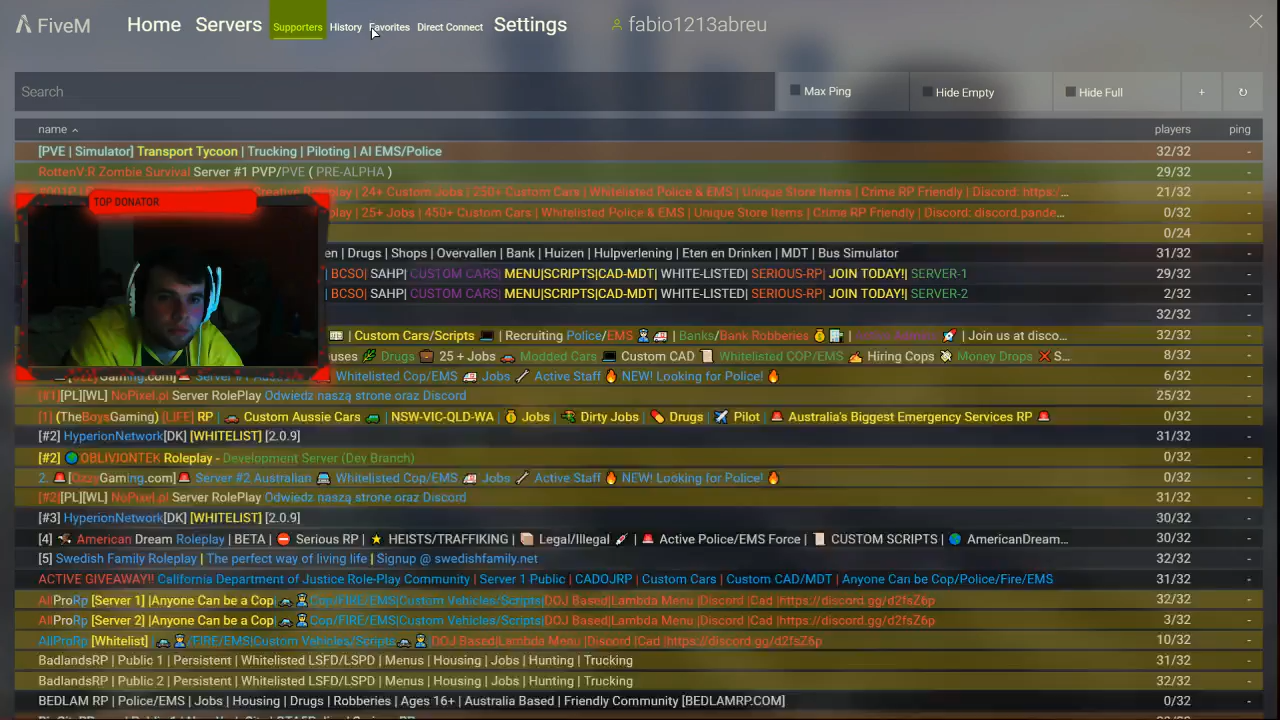 FiveM Home Servers Supporters History Favorites Direct Connect Settings fabio1213abreu
Search Max Ping Hide Empty Hide Full + ↻
name players ping
[PVE | Simulator] Transport Tycoon | Trucking | Piloting | AI EMS/Police 32/32 -
RottenV:R Zombie Survival Server #1 PVP/PVE ( PRE-ALPHA ) 29/32 -
| 24+ Custom Jobs | 250+ Custom Cars | Whitelisted Police & EMS | Unique Store Items | Crime RP Friendly | Discord: https:/… 21/32 -
TOP DONATOR
| 25+ Jobs | 450+ Custom Cars | Whitelisted Police & EMS | Unique Store Items | Crime RP Friendly | Discord: discord.pande… 0/32 -
0/24 -
en | Drugs | Shops | Overvallen | Bank | Huizen | Hulpverlening | Eten en Drinken | MDT | Bus Simulator 31/32 -
BCSO| SAHP| CUSTOM CARS| MENU|SCRIPTS|CAD-MDT| WHITE-LISTED| SERIOUS-RP| JOIN TODAY!| SERVER-1 29/32 -
BCSO| SAHP| CUSTOM CARS| MENU|SCRIPTS|CAD-MDT| WHITE-LISTED| SERIOUS-RP| JOIN TODAY!| SERVER-2 2/32 -
32/32 -
| Custom Cars/Scripts 💻 | Recruiting Police/EMS 👮 🚑 | Banks/Bank Robberies 💰 🏦 | 🚀 | Join us at disco… 32/32 -
uses 🌿 Drugs 💼 25 + Jobs 🚗 Modded Cars 💻 Custom CAD 📜 Whitelisted COP/EMS ✍ Hiring Cops 💸 Money Drops ❌ S… 8/32 -
Gaming.com]🚨 Server #1 Australian 🚘 Whitelisted Cop/EMS 🚑 Jobs 🔧 Active Staff 🔥 NEW! Looking for Police! 🔥 6/32 -
[#1][PL][WL] NoPixel.pl Server RolePlay Odwiedz naszą strone oraz Discord 25/32 -
[1] (TheBoysGaming) [LIFE] RP | 🚗 Custom Aussie Cars 🚙 | NSW-VIC-QLD-WA | 💰 Jobs | 🔫 Dirty Jobs | 💊 Drugs | ✈ Pilot | 🚨 Australia's Biggest Emergency Services RP 🚨 0/32 -
[#2] HyperionNetwork[DK] [WHITELIST] [2.0.9] 31/32 -
[#2] 🌏 OBLIVIONTEK Roleplay - Development Server (Dev Branch) 0/32 -
2. 🚨[OzzyGaming.com]🚨 Server #2 Australian 🚘 Whitelisted Cop/EMS 🚑 Jobs 🔧 Active Staff 🔥 NEW! Looking for Police! 🔥 0/32 -
[#2][PL][WL] NoPixel.pl Server RolePlay Odwiedz naszą strone oraz Discord 31/32 -
[#3] HyperionNetwork[DK] [WHITELIST] [2.0.9] 30/32 -
[4] 🦅 American Dream Roleplay | BETA | ⛔ Serious RP | ★ HEISTS/TRAFFIKING | 📦 Legal/Illegal 💉 | 🚨 Active Police/EMS Force | 📜 CUSTOM SCRIPTS | 🌎 AmericanDream… 30/32 -
[5] Swedish Family Roleplay | The perfect way of living life | Signup @ swedishfamily.net 32/32 -
ACTIVE GIVEAWAY!! California Department of Justice Role-Play Community | Server 1 Public | CADOJRP | Custom Cars | Custom CAD/MDT | Anyone Can be Cop/Police/Fire/EMS 31/32 -
AllProRp [Server 1] |Anyone Can be a Cop|🚓👮Cop/FIRE/EMS|Custom Vehicles/Scripts|DOJ Based|Lambda Menu |Discord |Cad |https://discord.gg/d2fsZ6p 32/32 -
AllProRp [Server 2] |Anyone Can be a Cop|🚓👮Cop/FIRE/EMS|Custom Vehicles/Scripts|DOJ Based|Lambda Menu |Discord |Cad |https://discord.gg/d2fsZ6p 3/32 -
AllProRp [Whitelist] 🚓👮/FIRE/EMS|Custom Vehicles/Scripts🚓👮|DOJ Based|Lambda Menu |Discord |Cad |https://discord.gg/d2fsZ6p 10/32 -
BadlandsRP | Public 1 | Persistent | Whitelisted LSFD/LSPD | Menus | Housing | Jobs | Hunting | Trucking 31/32 -
BadlandsRP | Public 2 | Persistent | Whitelisted LSFD/LSPD | Menus | Housing | Jobs | Hunting | Trucking 32/32 -
BEDLAM RP | Police/EMS | Jobs | Housing | Drugs | Robberies | Ages 16+ | Australia Based | Friendly Community [BEDLAMRP.COM] 0/32 -